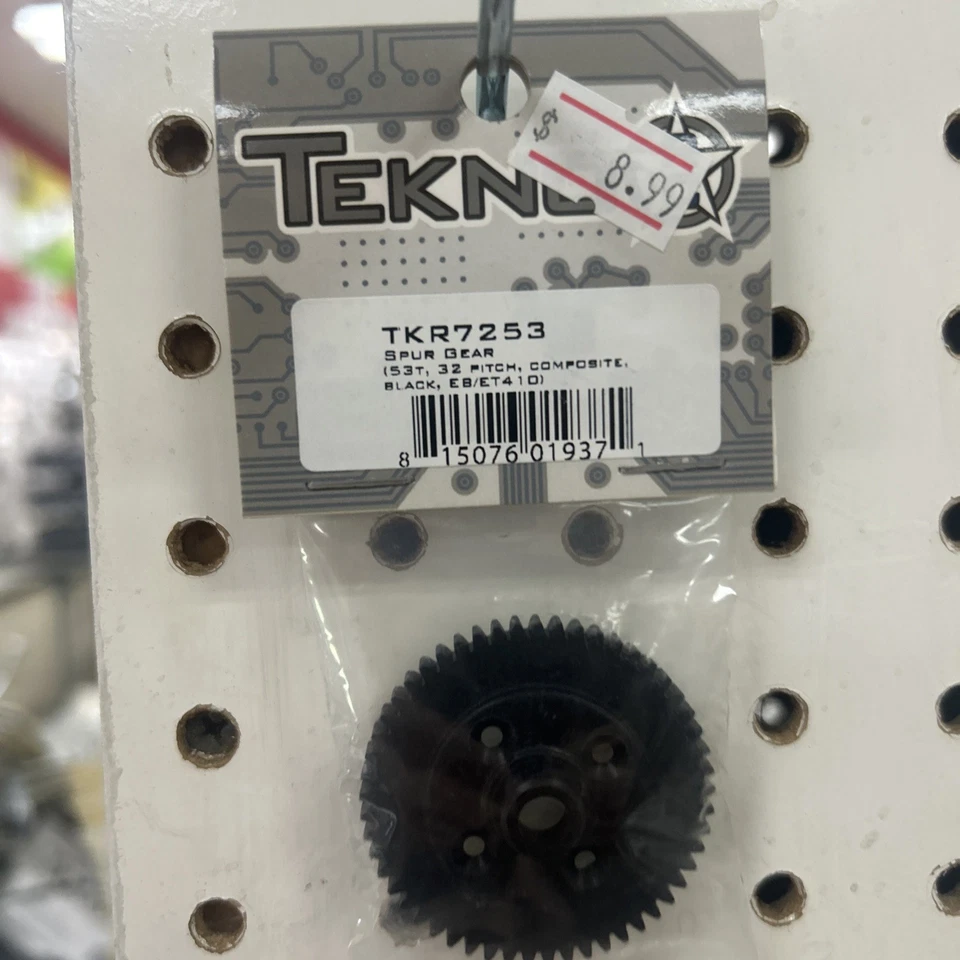 TEKNO
8.99
TKR7253
SPUR GEAR
(53T, 32 PITCH, COMPOSITE,
BLACK, EB/ET410)
8 15076 01937 1